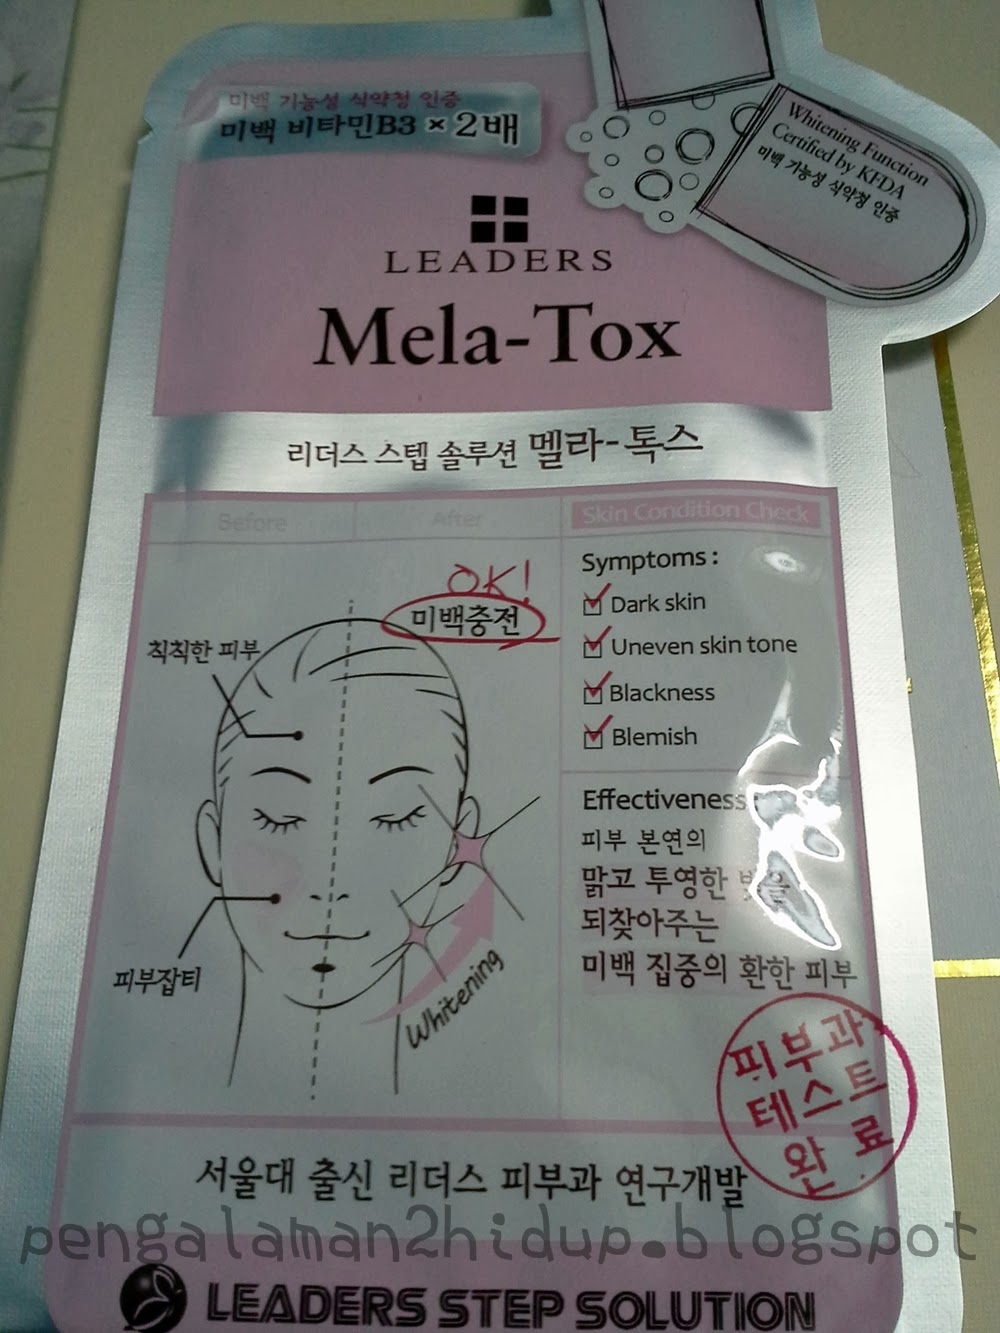 미백 기능성 식약청 인증
미백 비타민B3 × 2배
Whitening Function
Certified by KFDA
미백 기능성 식약청 인증
LEADERS
Mela-Tox
리더스 스텝 솔루션 멜라-톡스
Before
After
Skin Condition Check
OK!
미백충전
칙칙한 피부
피부잡티
Whitening
Symptoms :
Dark skin
Uneven skin tone
Blackness
Blemish
Effectiveness :
피부 본연의
맑고 투영한 빛을
되찾아주는
미백 집중의 환한 피부
피부과
테스트
완료
서울대 출신 리더스 피부과 연구개발
pengalaman2hidup.blogspot
LEADERS STEP SOLUTION